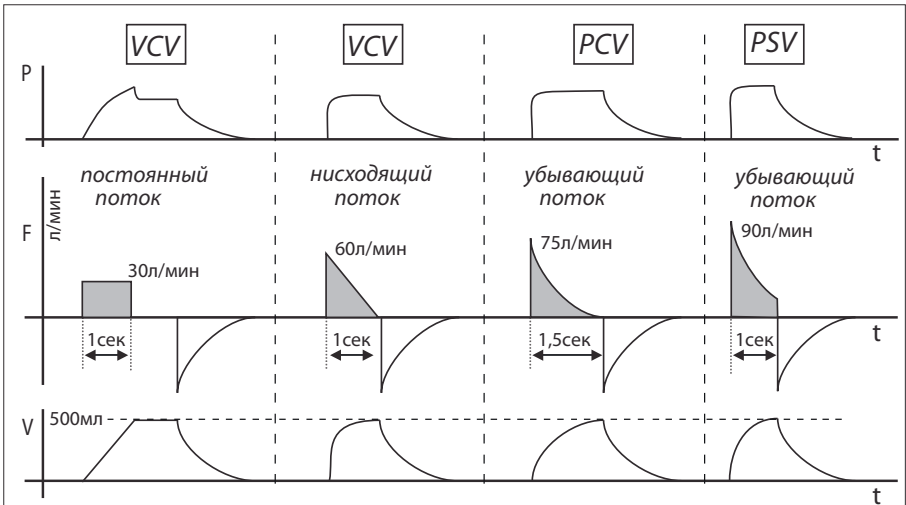 VCV
VCV
PCV
PSV
P
t
постоянный
поток
нисходящий
поток
убывающий
поток
убывающий
поток
F
л/мин
30л/мин
60л/мин
75л/мин
90л/мин
t
1сек
1сек
1,5сек
1сек
V
500мл
t